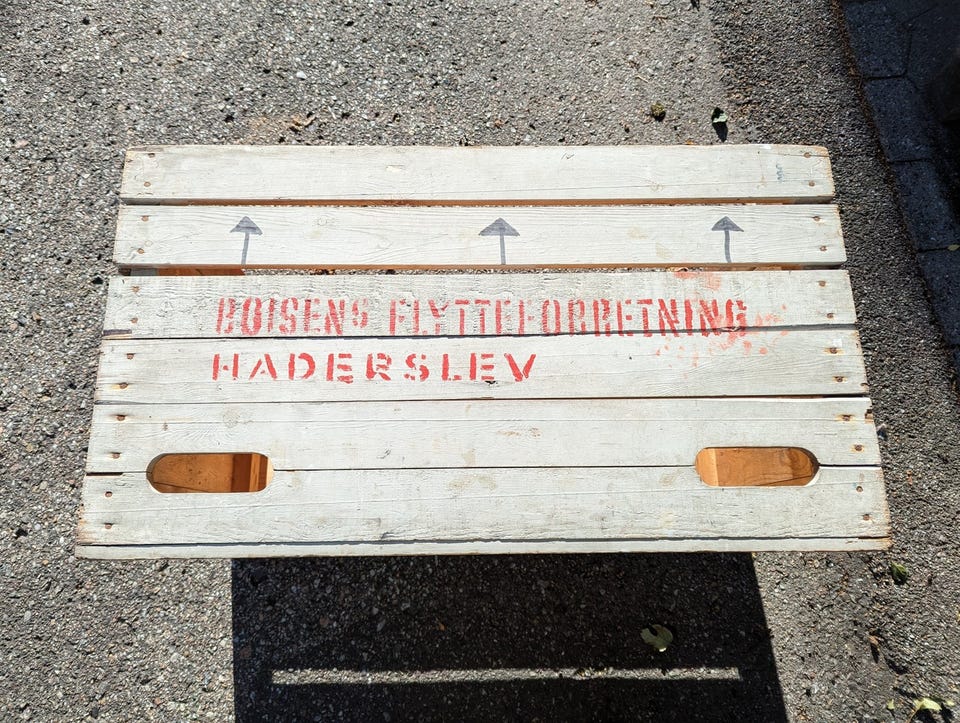 BOISENS FLYTTEFORRETNING
HADERSLEV